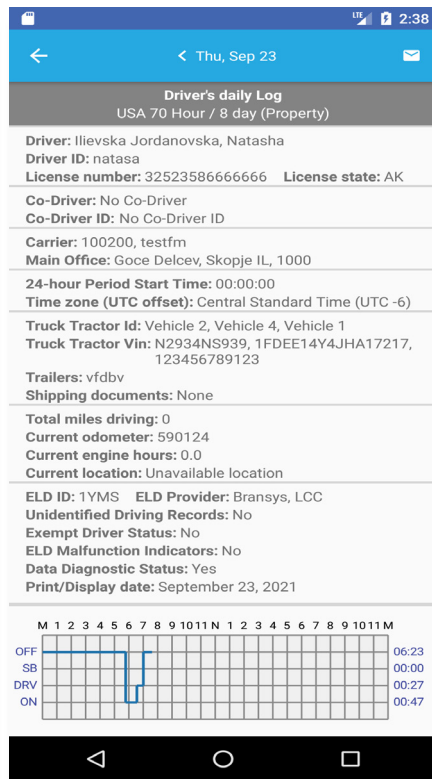 LTE 2:38
< Thu, Sep 23
Driver's daily Log
USA 70 Hour / 8 day (Property)
Driver: Ilievska Jordanovska, Natasha
Driver ID: natasa
License number: 32523586666666 License state: AK
Co-Driver: No Co-Driver
Co-Driver ID: No Co-Driver ID
Carrier: 100200, testfm
Main Office: Goce Delcev, Skopje IL, 1000
24-hour Period Start Time: 00:00:00
Time zone (UTC offset): Central Standard Time (UTC -6)
Truck Tractor Id: Vehicle 2, Vehicle 4, Vehicle 1
Truck Tractor Vin: N2934NS939, 1FDEE14Y4JHA17217,
123456789123
Trailers: vfdbv
Shipping documents: None
Total miles driving: 0
Current odometer: 590124
Current engine hours: 0.0
Current location: Unavailable location
ELD ID: 1YMS ELD Provider: Bransys, LCC
Unidentified Driving Records: No
Exempt Driver Status: No
ELD Malfunction Indicators: No
Data Diagnostic Status: Yes
Print/Display date: September 23, 2021
M 1 2 3 4 5 6 7 8 9 10 11 N 1 2 3 4 5 6 7 8 9 10 11 M
OFF 06:23
SB 00:00
DRV 00:27
ON 00:47